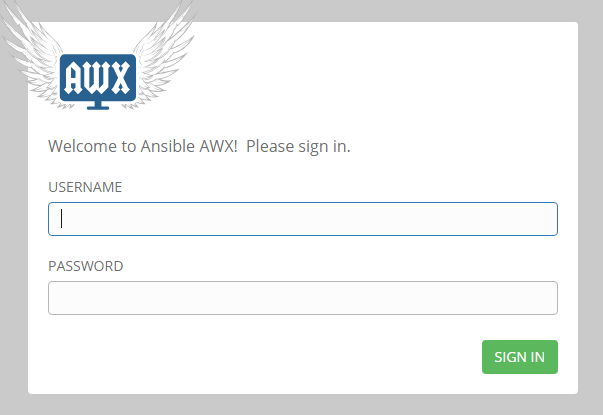 AWX
Welcome to Ansible AWX! Please sign in.
USERNAME
PASSWORD
SIGN IN